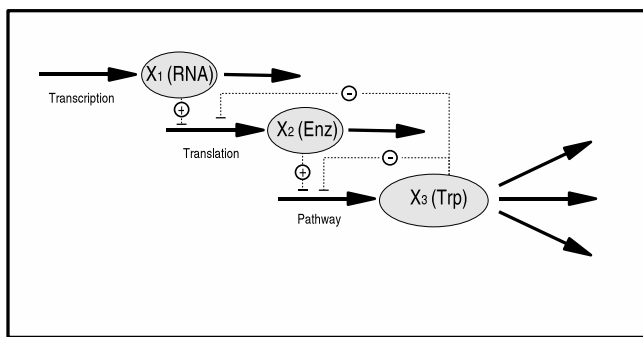 X1 (RNA)
Transcription
+
-
X2 (Enz)
Translation
+
-
X3 (Trp)
Pathway